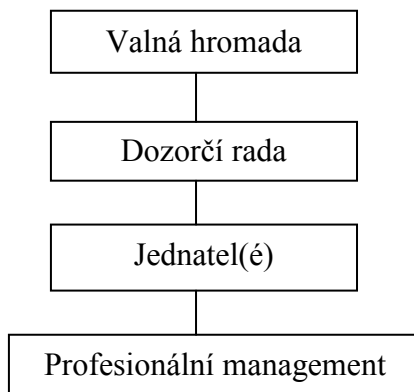 Valná hromada
Dozorčí rada
Jednatel(é)
Profesionální management